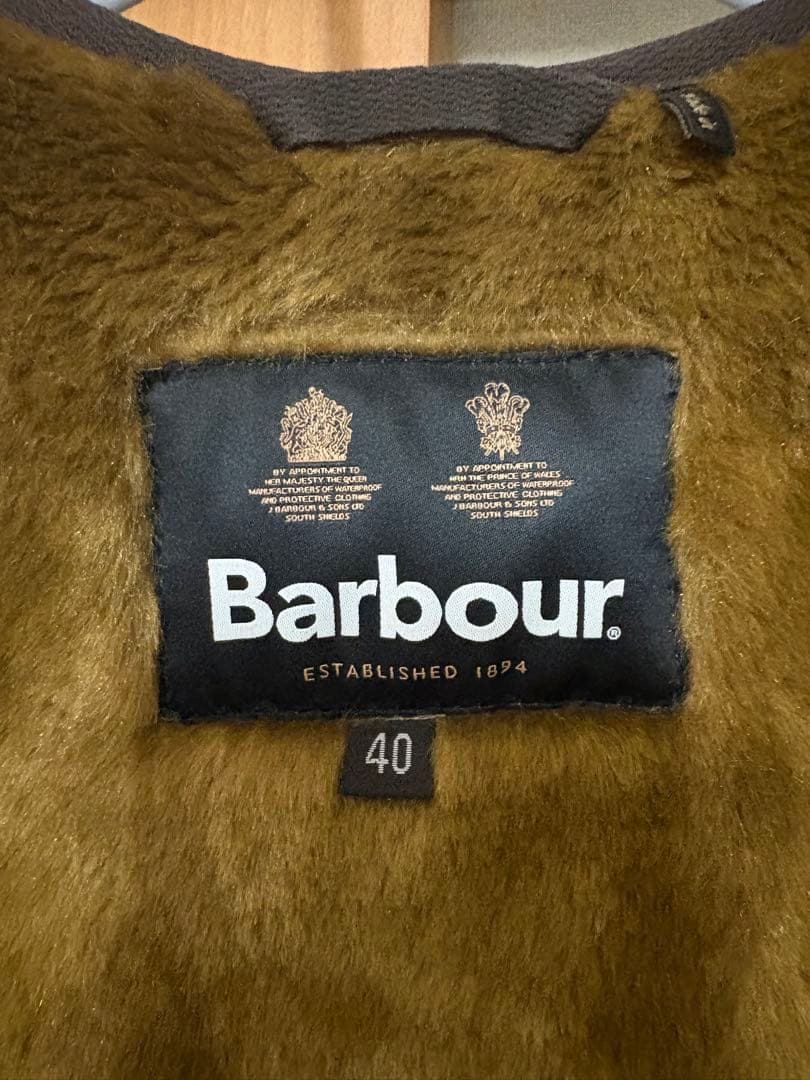 BY APPOINTMENT TO
HER MAJESTY THE QUEEN
MANUFACTURERS OF WATERPROOF
AND PROTECTIVE CLOTHING
J BARBOUR & SONS LTD
SOUTH SHIELDS
BY APPOINTMENT TO
HRH THE PRINCE OF WALES
MANUFACTURERS OF WATERPROOF
AND PROTECTIVE CLOTHING
J BARBOUR & SONS LTD
SOUTH SHIELDS
Barbour®
ESTABLISHED 1894
40